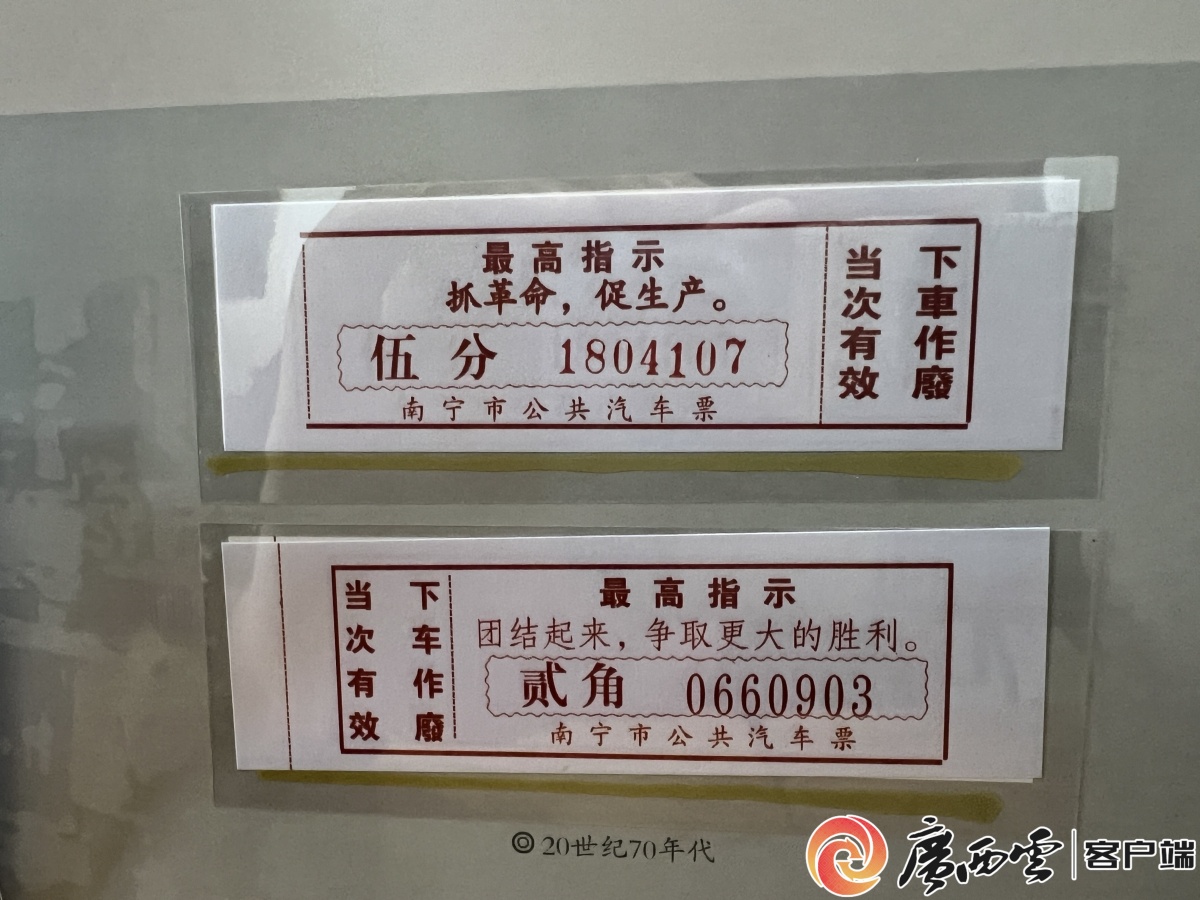 最高指示
抓革命，促生产。
伍分 1804107
南宁市公共汽车票
当次有效
下車作廢
当次有效
下车作廢
最高指示
团结起来，争取更大的胜利。
贰角 0660903
南宁市公共汽车票
◎20世纪70年代
廣西雲|客户端